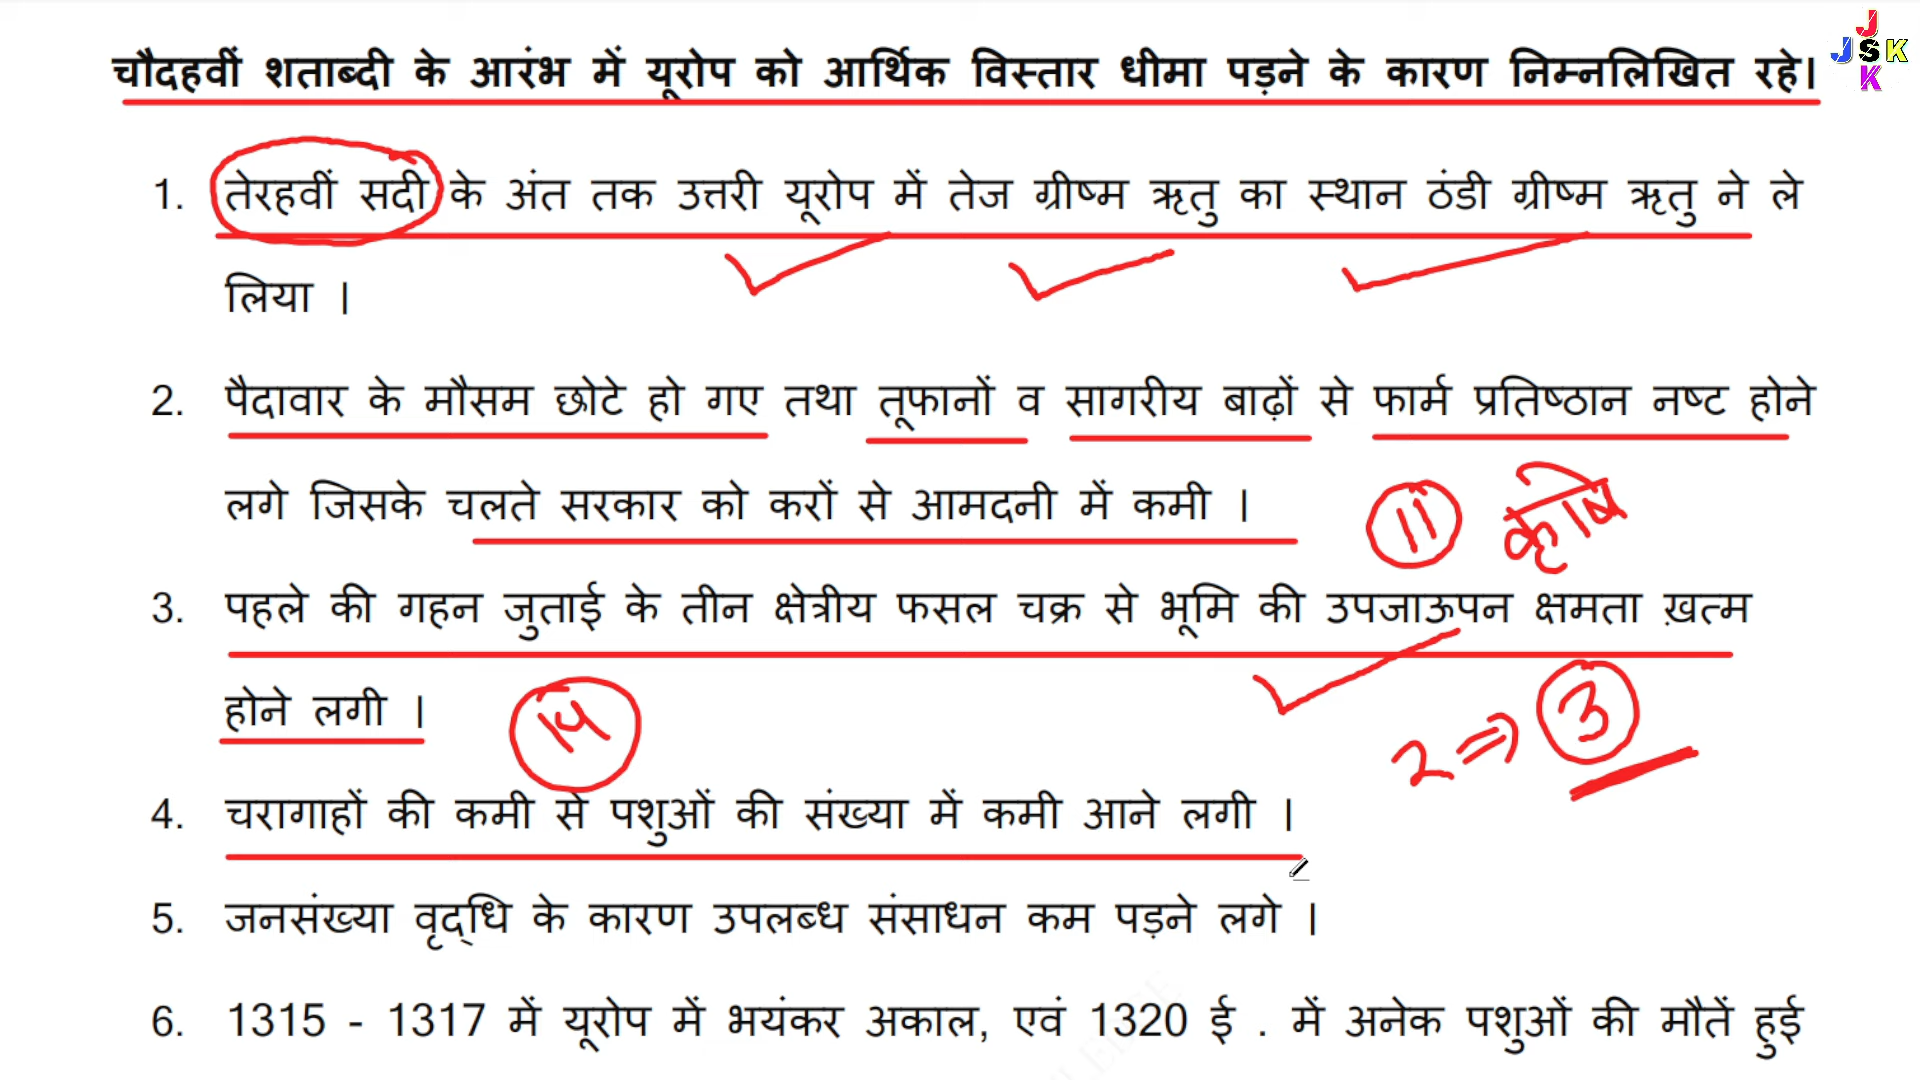 चौदहवीं शताब्दी के आरंभ में यूरोप को आर्थिक विस्तार धीमा पड़ने के कारण निम्नलिखित रहे।
J
J S K
K
1. तेरहवीं सदी के अंत तक उत्तरी यूरोप में तेज ग्रीष्म ऋतु का स्थान ठंडी ग्रीष्म ऋतु ने ले
लिया ।
2. पैदावार के मौसम छोटे हो गए तथा तूफानों व सागरीय बाढ़ों से फार्म प्रतिष्ठान नष्ट होने
लगे जिसके चलते सरकार को करों से आमदनी में कमी ।
11 कृषि
3. पहले की गहन जुताई के तीन क्षेत्रीय फसल चक्र से भूमि की उपजाऊपन क्षमता ख़त्म
होने लगी ।
14
2 ⇒ 3
4. चरागाहों की कमी से पशुओं की संख्या में कमी आने लगी ।
5. जनसंख्या वृद्धि के कारण उपलब्ध संसाधन कम पड़ने लगे ।
6. 1315 - 1317 में यूरोप में भयंकर अकाल, एवं 1320 ई . में अनेक पशुओं की मौतें हुई